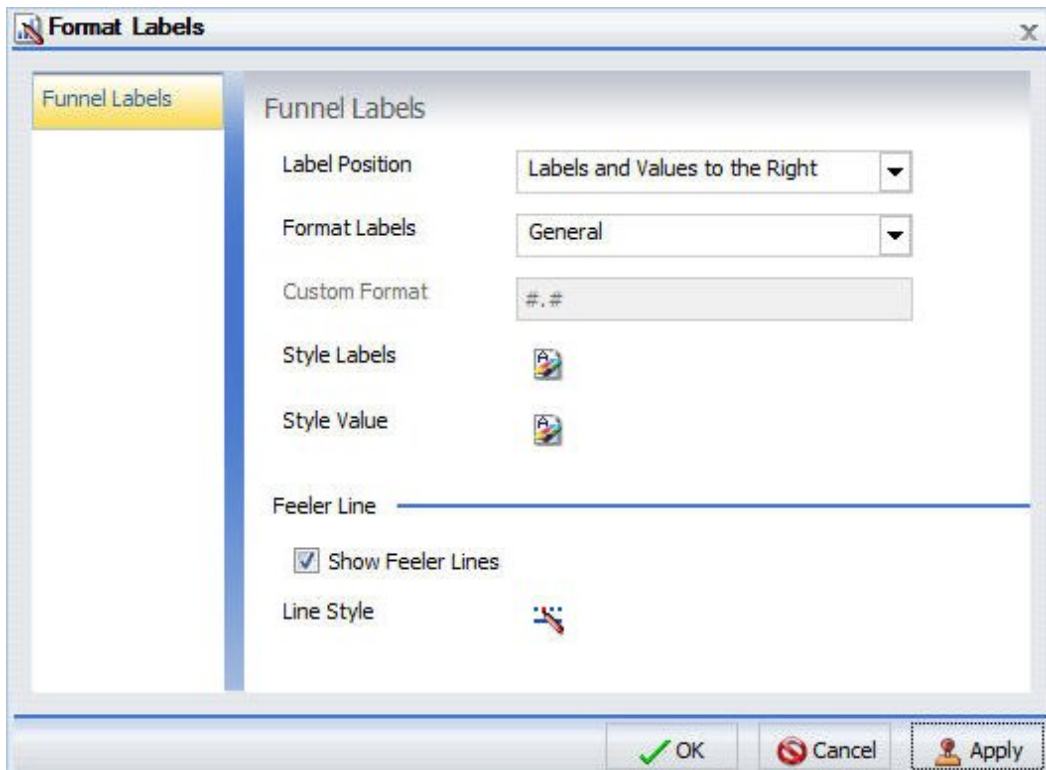 Format Labels
Funnel Labels
Funnel Labels
Label Position
Labels and Values to the Right
Format Labels
General
Custom Format
#.#
Style Labels
Style Value
Feeler Line
Show Feeler Lines
Line Style
OK
Cancel
Apply